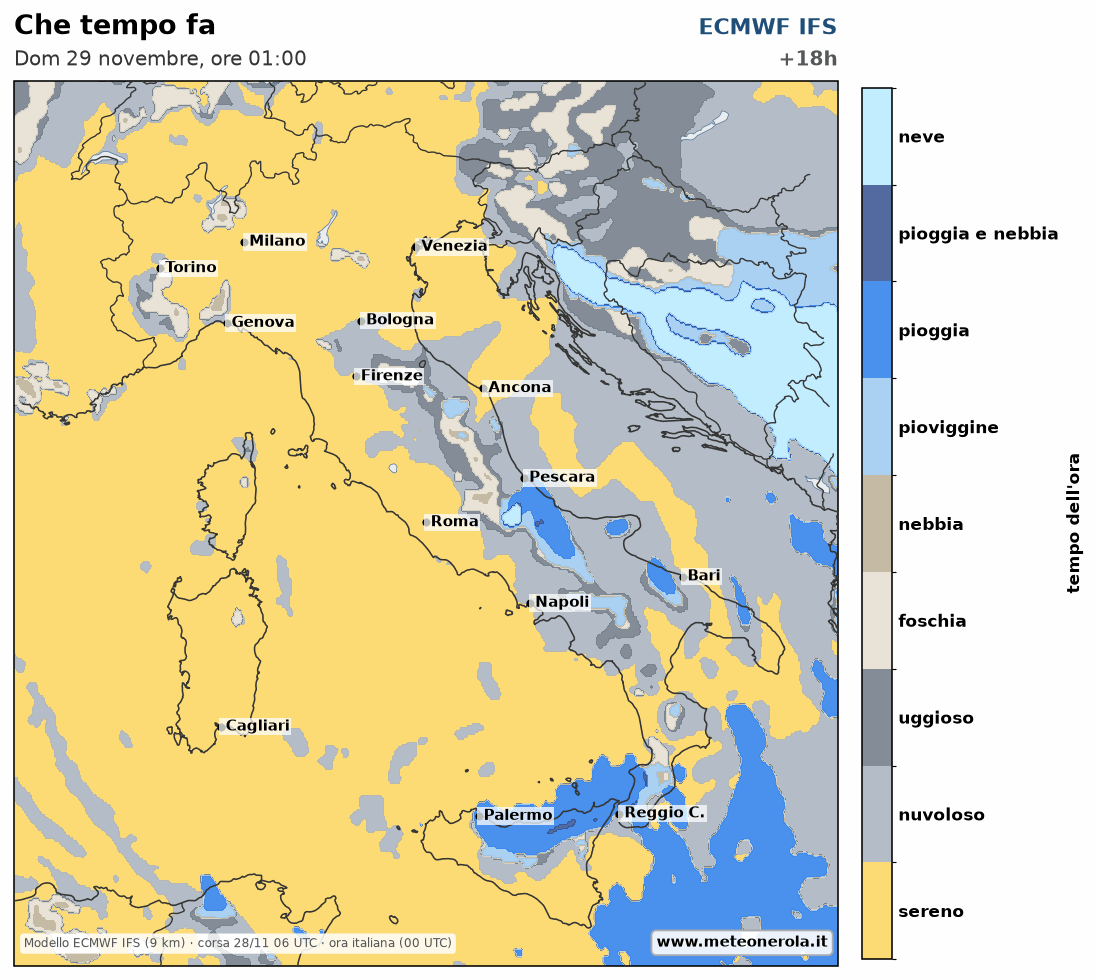 Che tempo fa
ECMWF IFS
Dom 29 novembre, ore 01:00
+18h
neve
pioggia e nebbia
pioggia
pioviggine
nebbia
foschia
uggioso
nuvoloso
sereno
tempo dell'ora
Milano
Venezia
Torino
Genova
Bologna
Firenze
Ancona
Pescara
Roma
Bari
Napoli
Cagliari
Palermo
Reggio C.
Modello ECMWF IFS (9 km) · corsa 28/11 06 UTC · ora italiana (00 UTC)
www.meteonerola.it